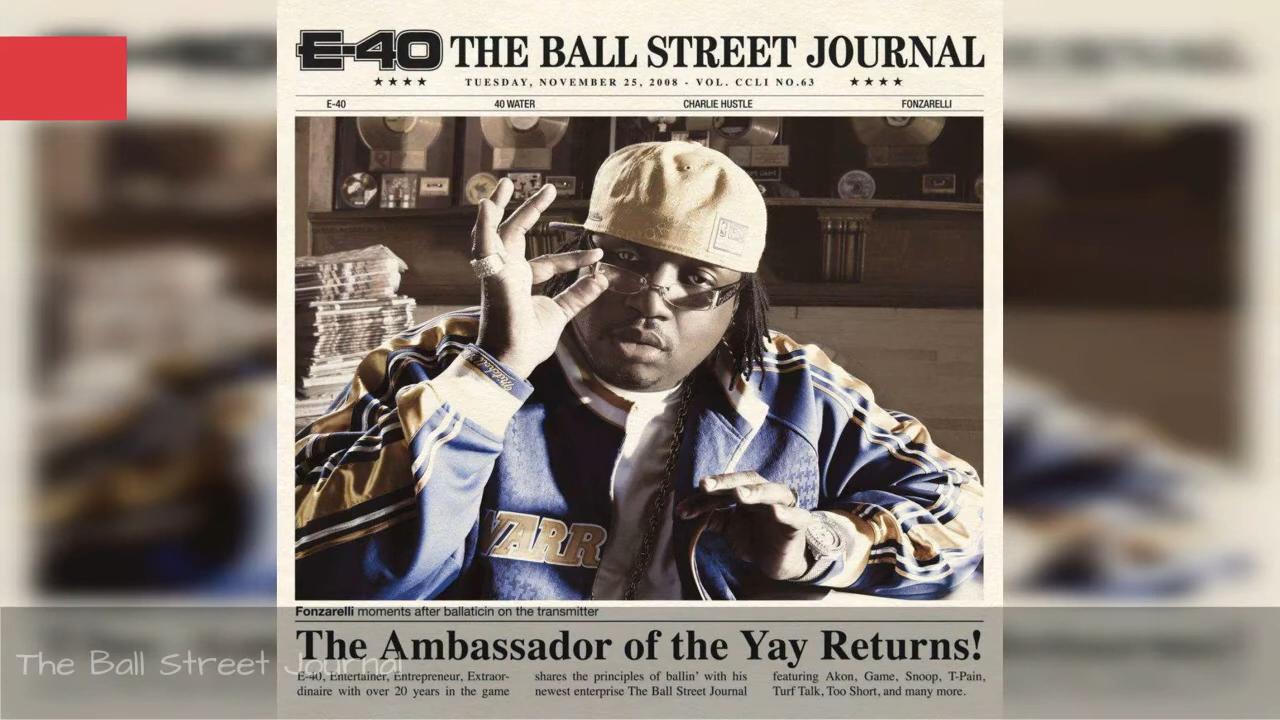 E-40 THE BALL STREET JOURNAL
★★★★ TUESDAY, NOVEMBER 25, 2008 - VOL. CCLI NO.63 ★★★★
E-40 40 WATER CHARLIE HUSTLE FONZARELLI
WARR
Fonzarelli moments after ballaticin on the transmitter
The Ambassador of the Yay Returns!
The Ball Street Journal
E-40, Entertainer, Entrepreneur, Extraor-
dinaire with over 20 years in the game
shares the principles of ballin' with his
newest enterprise The Ball Street Journal
featuring Akon, Game, Snoop, T-Pain,
Turf Talk, Too Short, and many more.